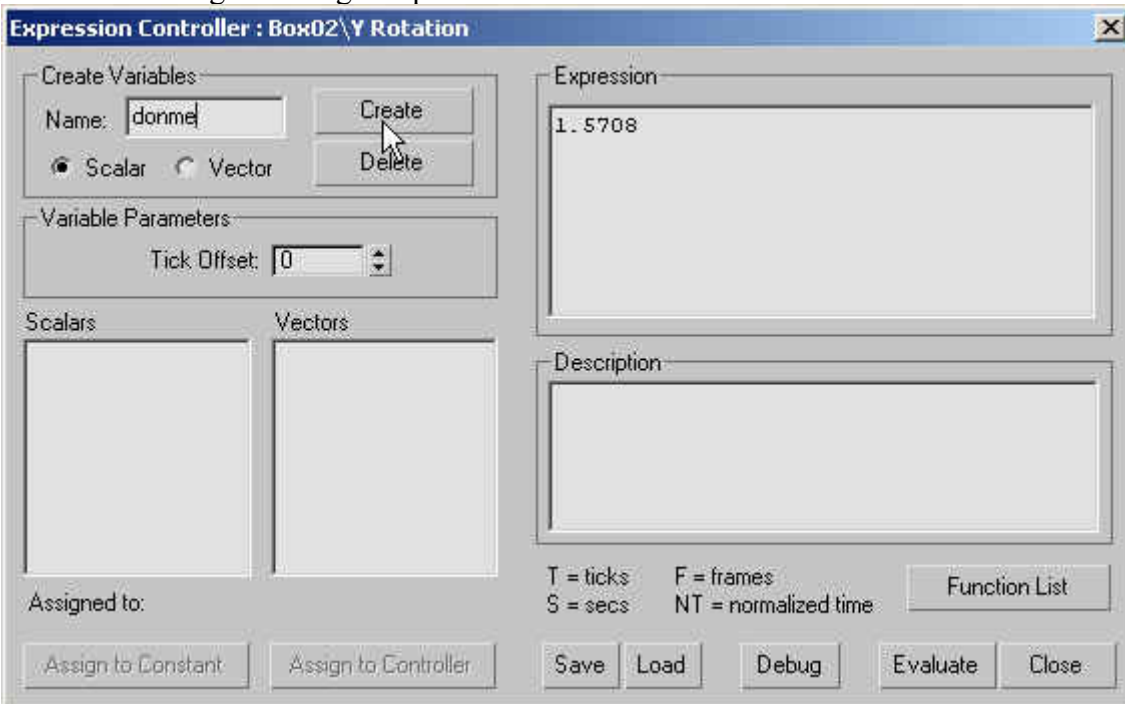 Expression Controller : Box02\Y Rotation
Create Variables
Name: donme
Create
Scalar Vector
Delete
Variable Parameters
Tick Offset: 0
Scalars
Vectors
Assigned to:
Assign to Constant
Assign to Controller
Expression
1.5708
Description
T = ticks F = frames
S = secs NT = normalized time
Function List
Save Load Debug Evaluate Close